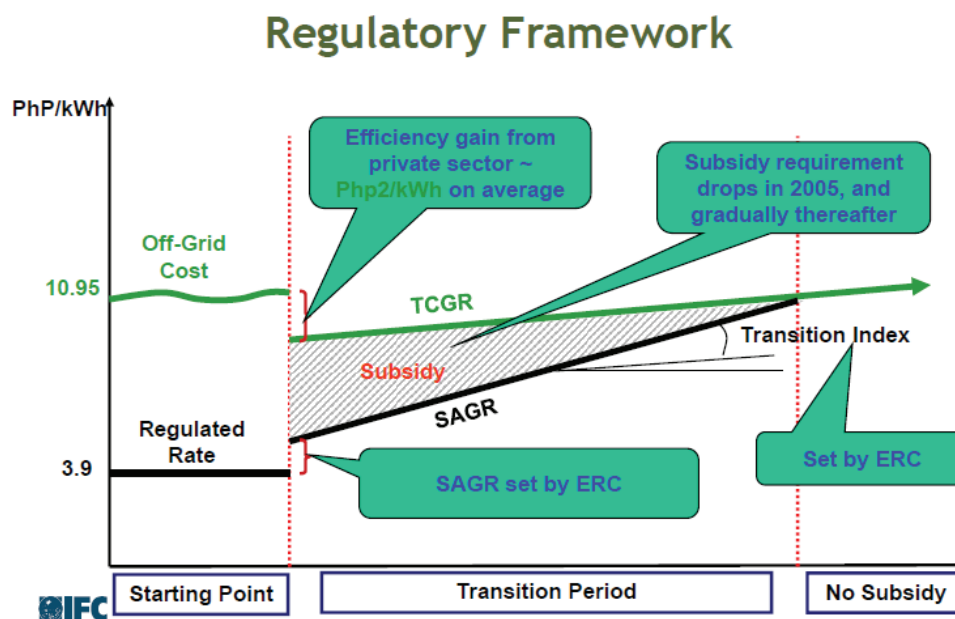 Regulatory Framework
PhP/kWh
Efficiency gain from
private sector ~
Php2/kWh on average
Subsidy requirement
drops in 2005, and
gradually thereafter
Off-Grid
Cost
10.95
TCGR
Transition Index
Subsidy
SAGR
Regulated
Rate
3.9
SAGR set by ERC
Set by ERC
Starting Point
Transition Period
No Subsidy
IFC